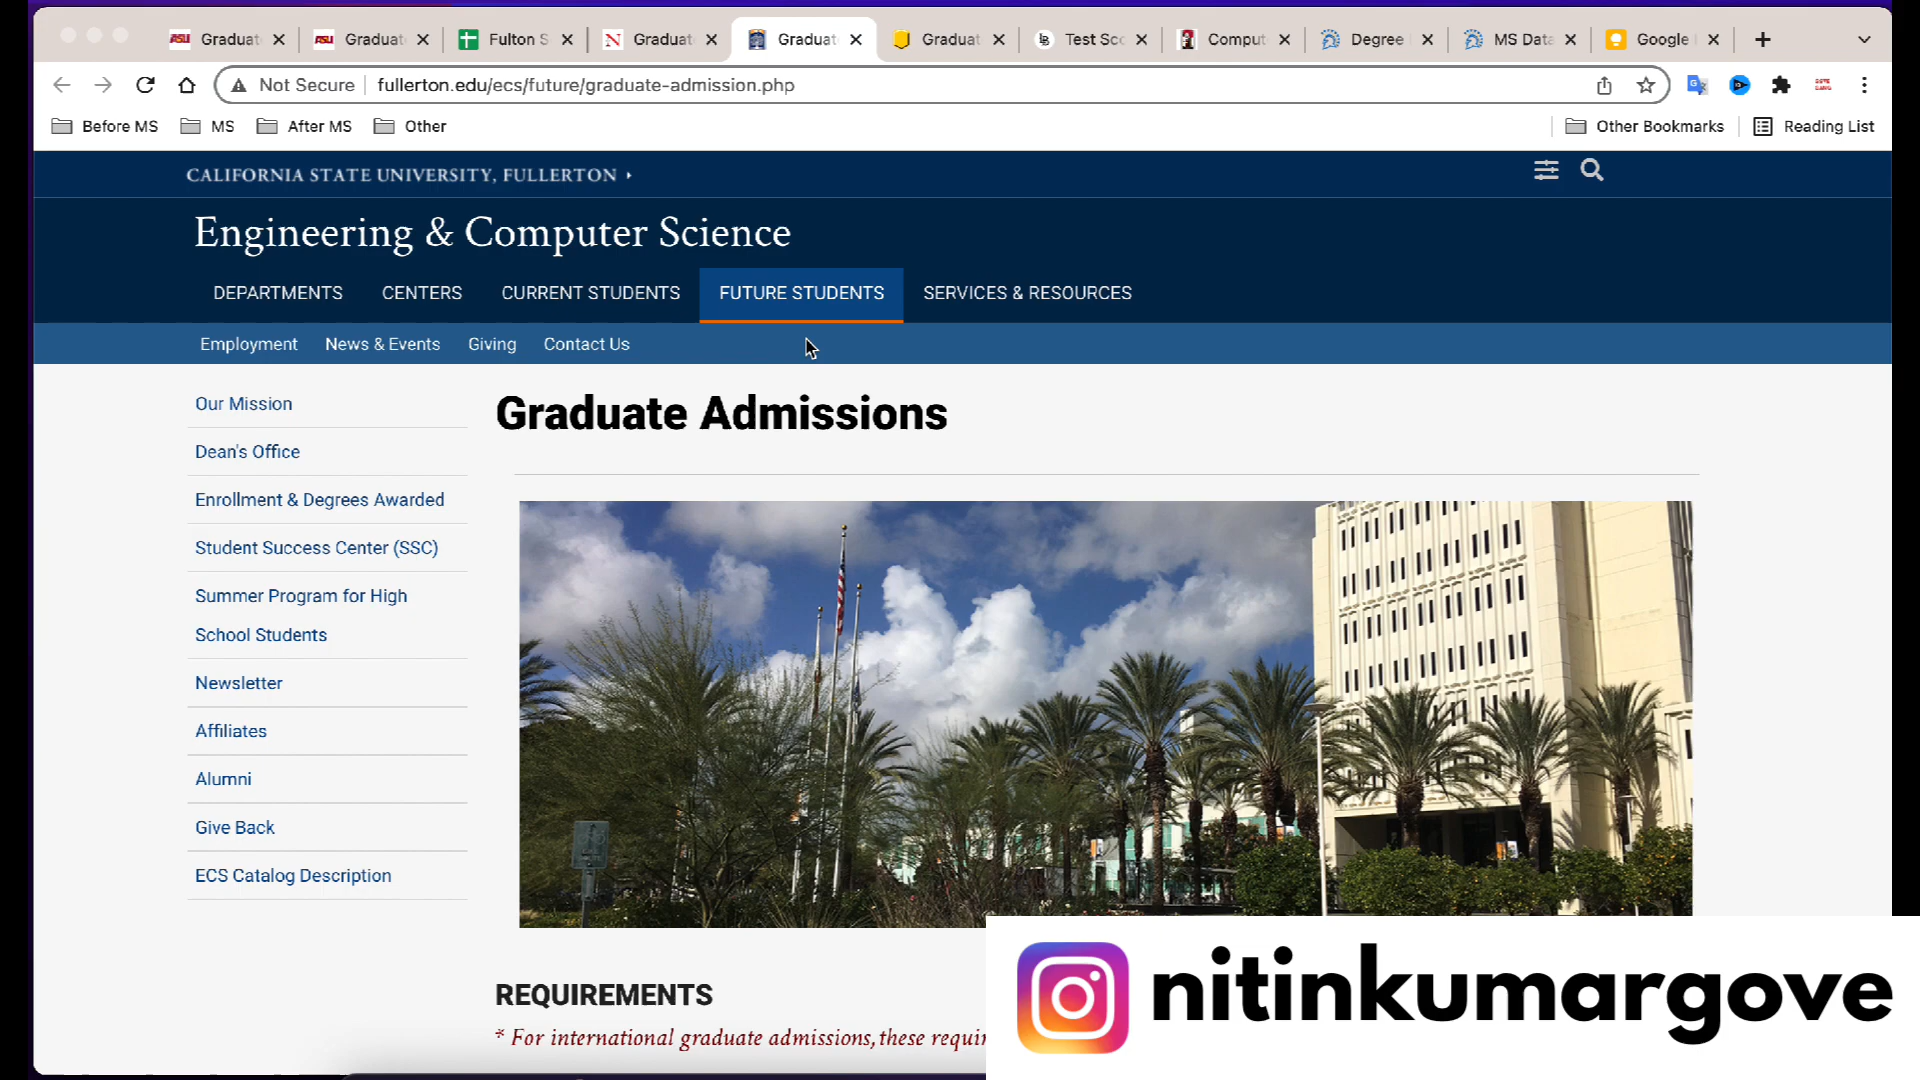 Graduat
Graduat
Fulton S
Graduat
Graduat
Graduat
Test Sco
Comput
Degree
MS Data
Google
Not Secure
fullerton.edu/ecs/future/graduate-admission.php
Before MS
MS
After MS
Other
Other Bookmarks
Reading List
CALIFORNIA STATE UNIVERSITY, FULLERTON
Engineering & Computer Science
DEPARTMENTS
CENTERS
CURRENT STUDENTS
FUTURE STUDENTS
SERVICES & RESOURCES
Employment
News & Events
Giving
Contact Us
Our Mission
Dean's Office
Enrollment & Degrees Awarded
Student Success Center (SSC)
Summer Program for High
School Students
Newsletter
Affiliates
Alumni
Give Back
ECS Catalog Description
Graduate Admissions
REQUIREMENTS
* For international graduate admissions, these requir
nitinkumargove